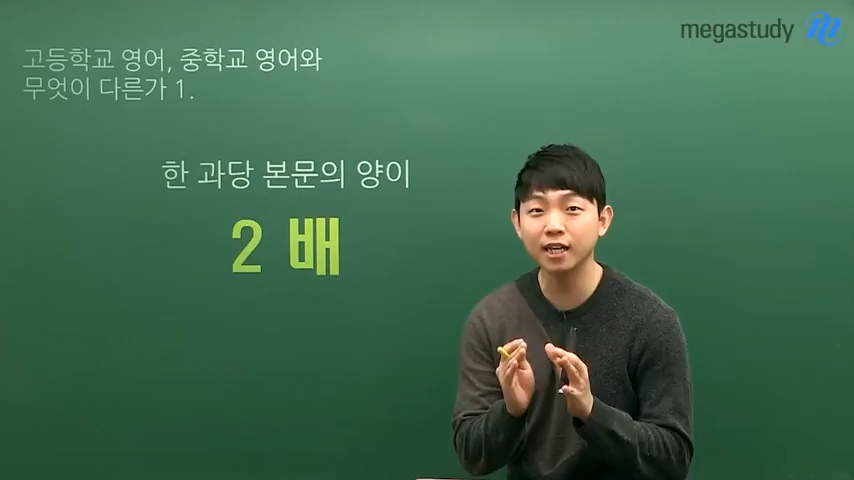 megastudy
고등학교 영어, 중학교 영어와
무엇이 다른가 1.
한 과당 본문의 양이
2 배